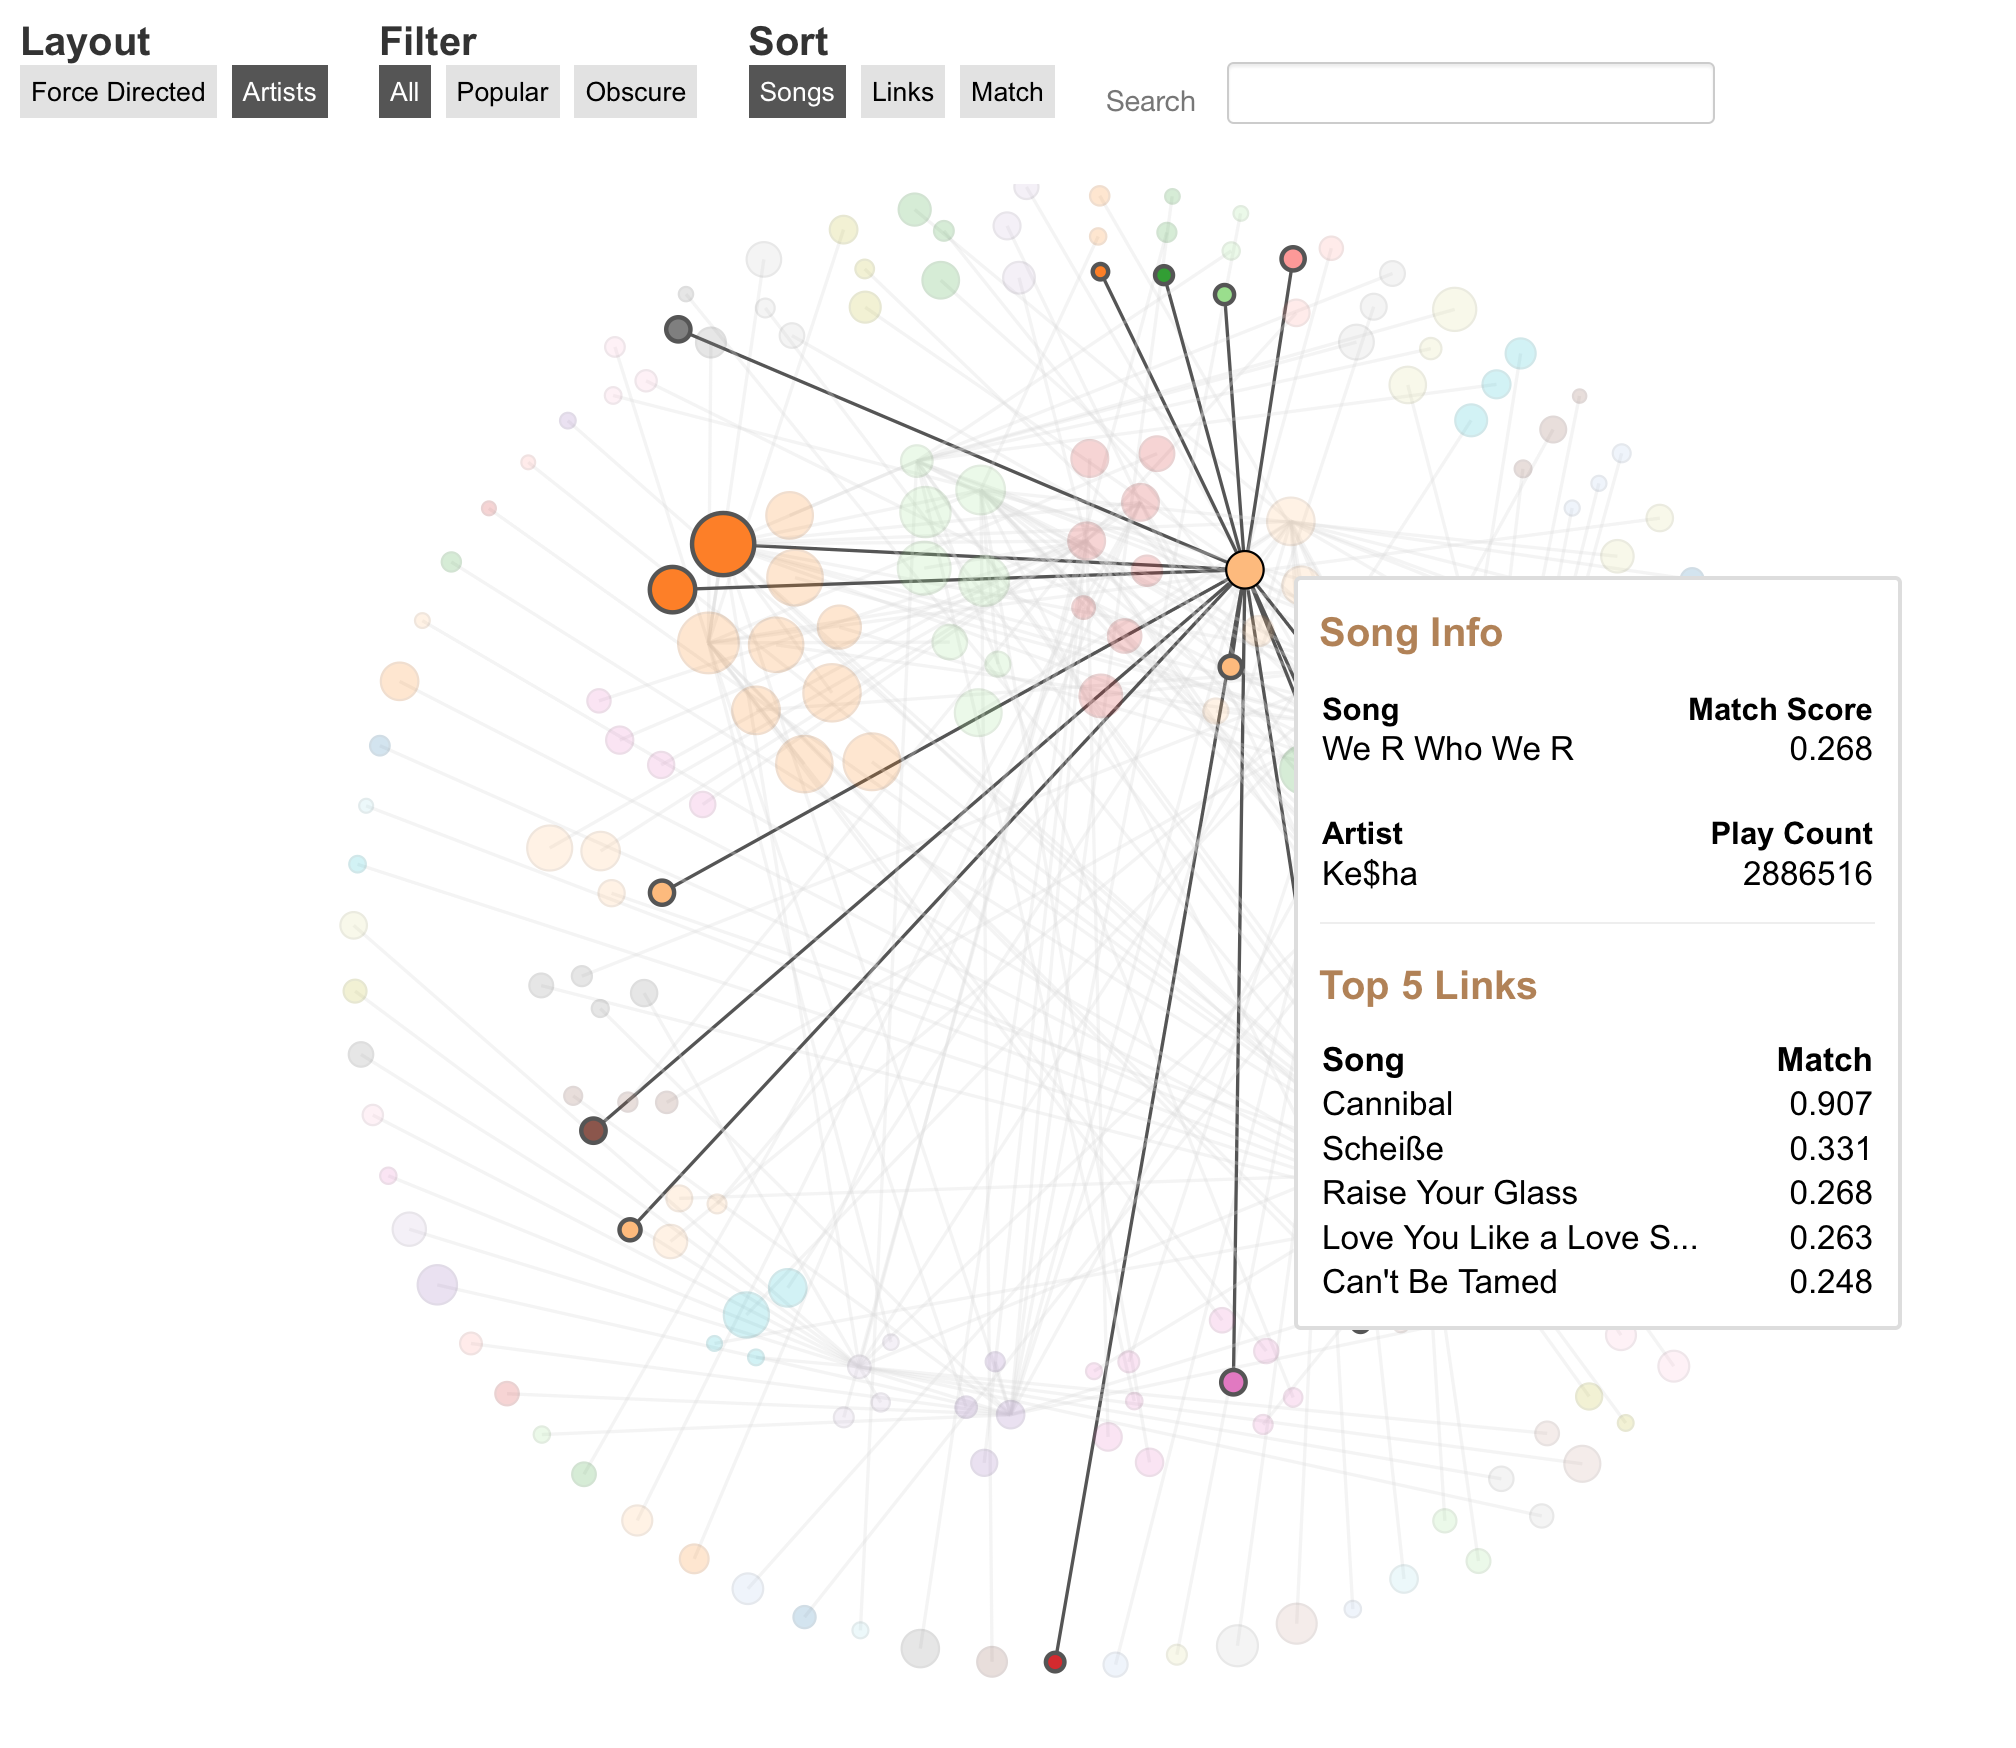 Layout Filter Sort
Force Directed Artists All Popular Obscure Songs Links Match Search
Song Info
Song Match Score
We R Who We R 0.268
Artist Play Count
Ke$ha 2886516
Top 5 Links
Song Match
Cannibal 0.907
Scheiße 0.331
Raise Your Glass 0.268
Love You Like a Love S... 0.263
Can't Be Tamed 0.248